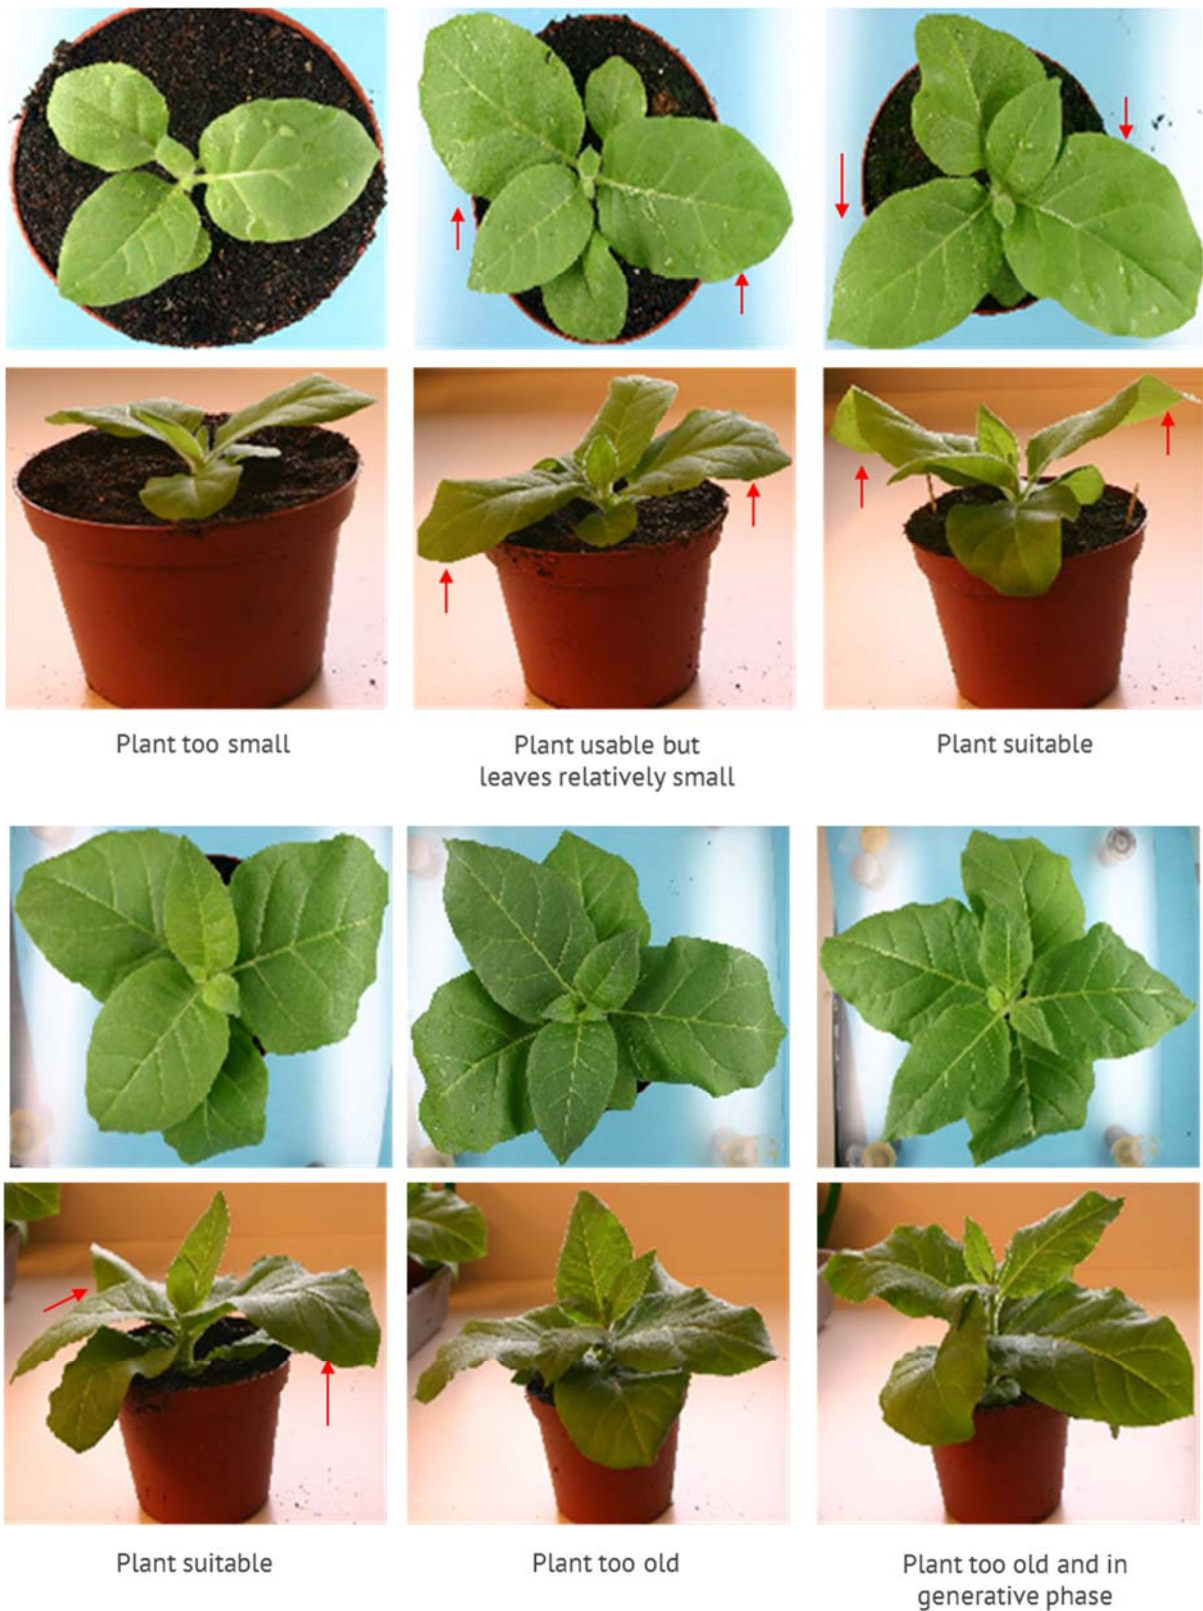 Plant too small
Plant usable but
leaves relatively small
Plant suitable
Plant suitable
Plant too old
Plant too old and in
generative phase